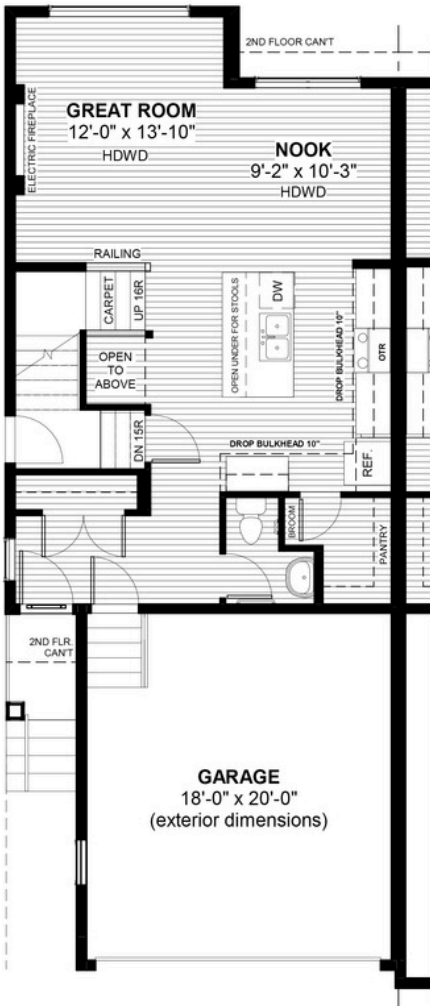 2ND FLOOR CAN'T
GREAT ROOM
12'-0" x 13'-10"
HDWD
ELECTRIC FIREPLACE
NOOK
9'-2" x 10'-3"
HDWD
RAILING
CARPET
UP 16R
OPEN UNDER FOR STOOLS
DW
DROP BULKHEAD 10"
OTR
OPEN
TO
ABOVE
DN 15R
DROP BULKHEAD 10"
REF.
BROOM
PANTRY
2ND FLR.
CAN'T
GARAGE
18'-0" x 20'-0"
(exterior dimensions)